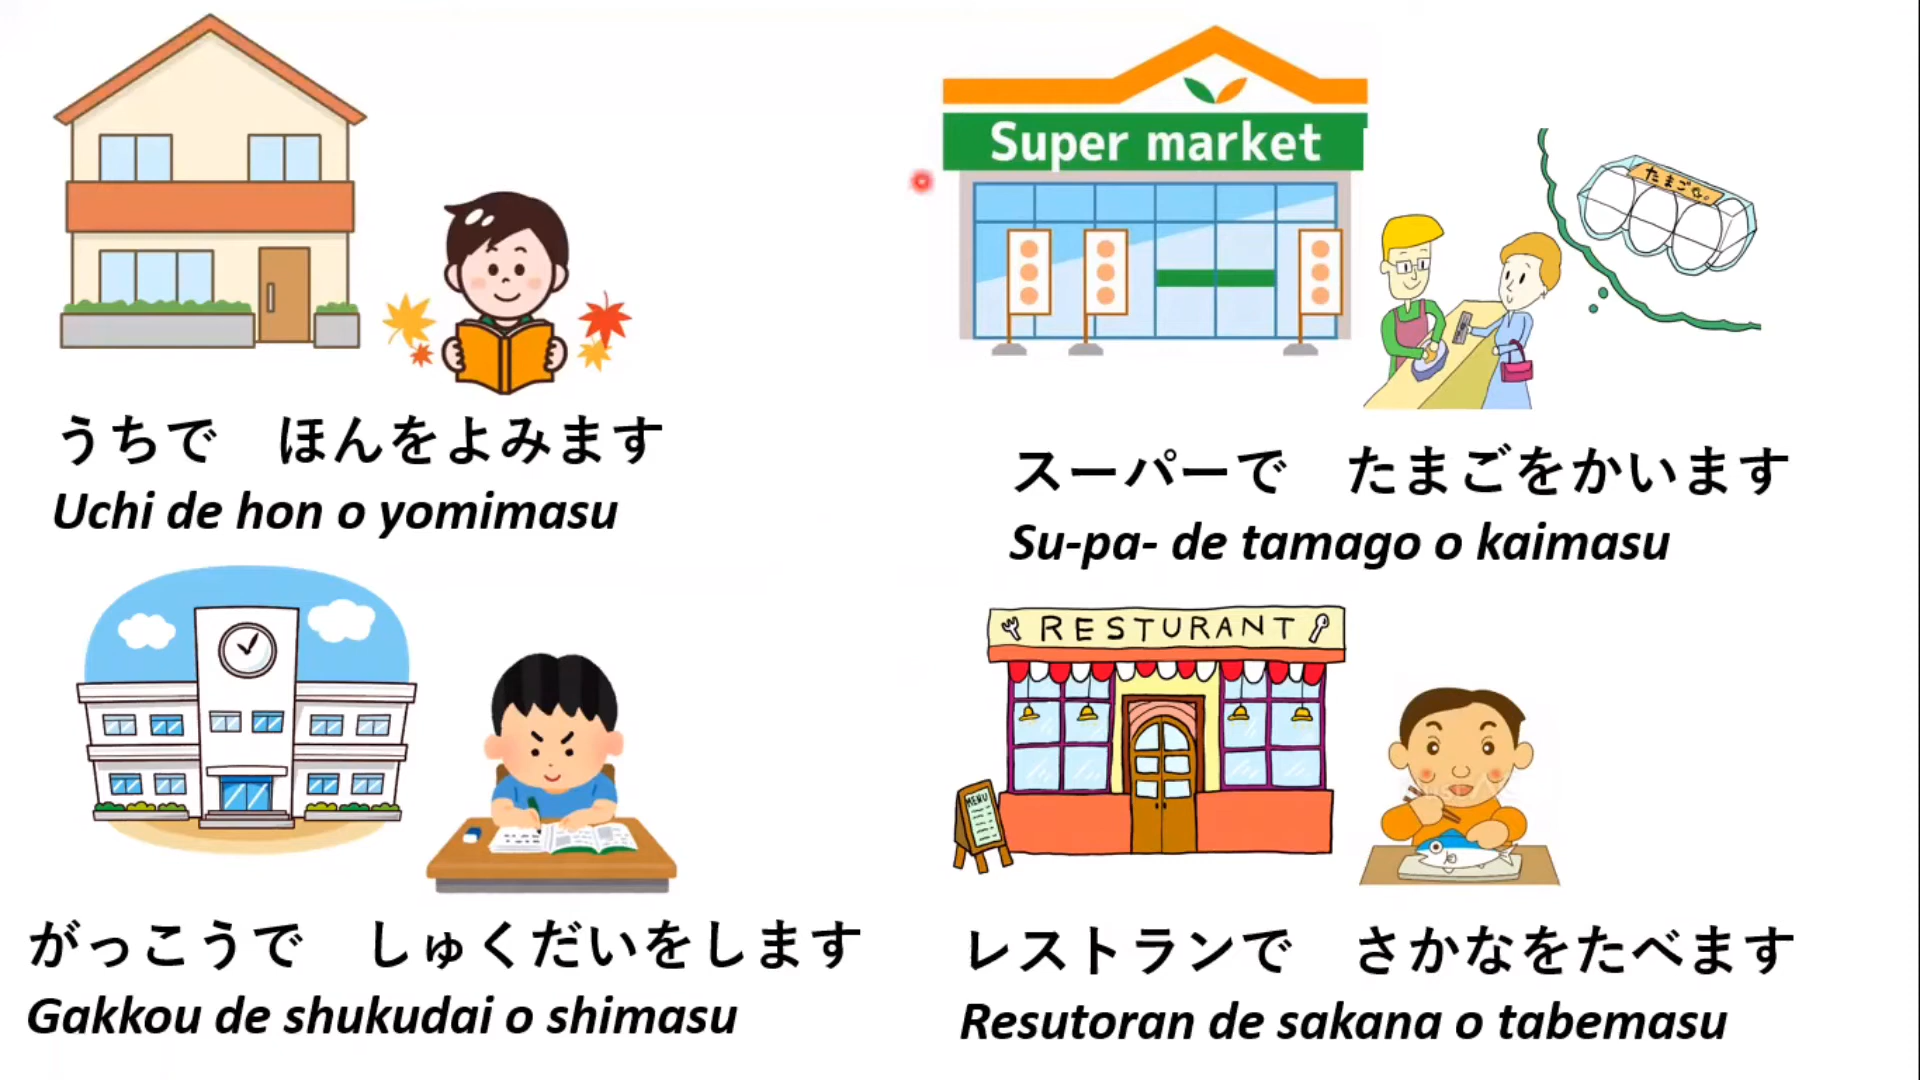 うちで　ほんをよみます
Uchi de hon o yomimasu
Super market
たまご
スーパーで　たまごをかいます
Su-pa- de tamago o kaimasu
がっこうで　しゅくだいをします
Gakkou de shukudai o shimasu
RESTURANT
MENU
レストランで　さかなをたべます
Resutoran de sakana o tabemasu